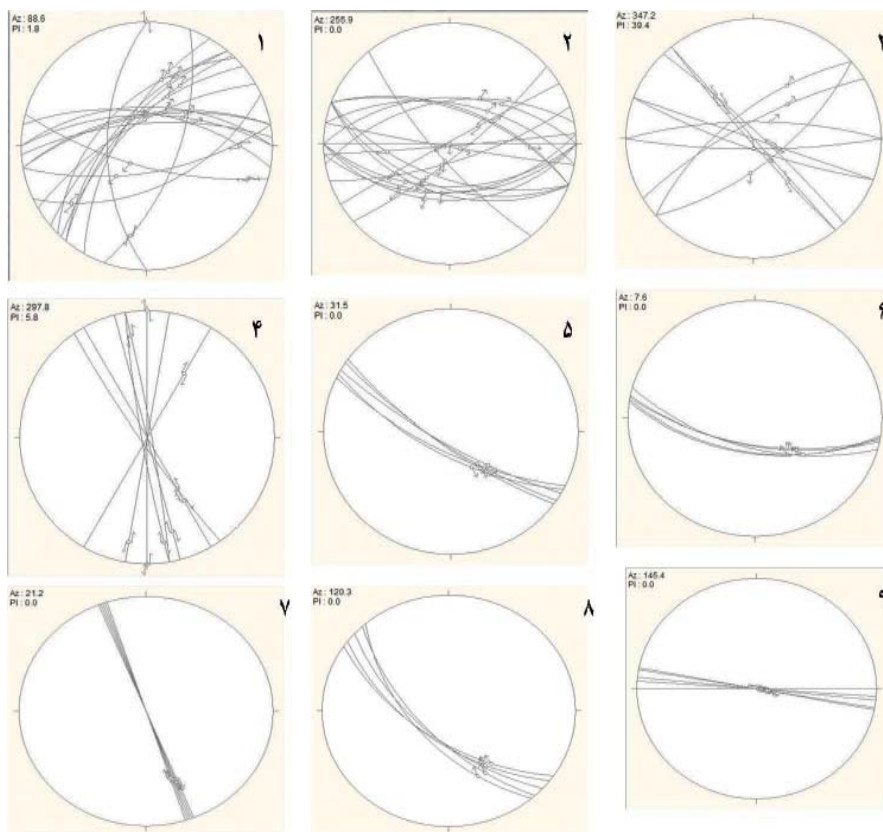 Az : 88.6
Pl : 1.8
۱
Az : 255.9
Pl : 0.0
۲
Az : 347.2
Pl : 39.4
Az : 297.8
Pl : 5.8
۴
Az : 31.5
Pl : 0.0
۵
Az : 7.6
Pl : 0.0
Az : 21.2
Pl : 0.0
۷
Az : 120.3
Pl : 0.0
۸
Az : 145.4
Pl : 0.0